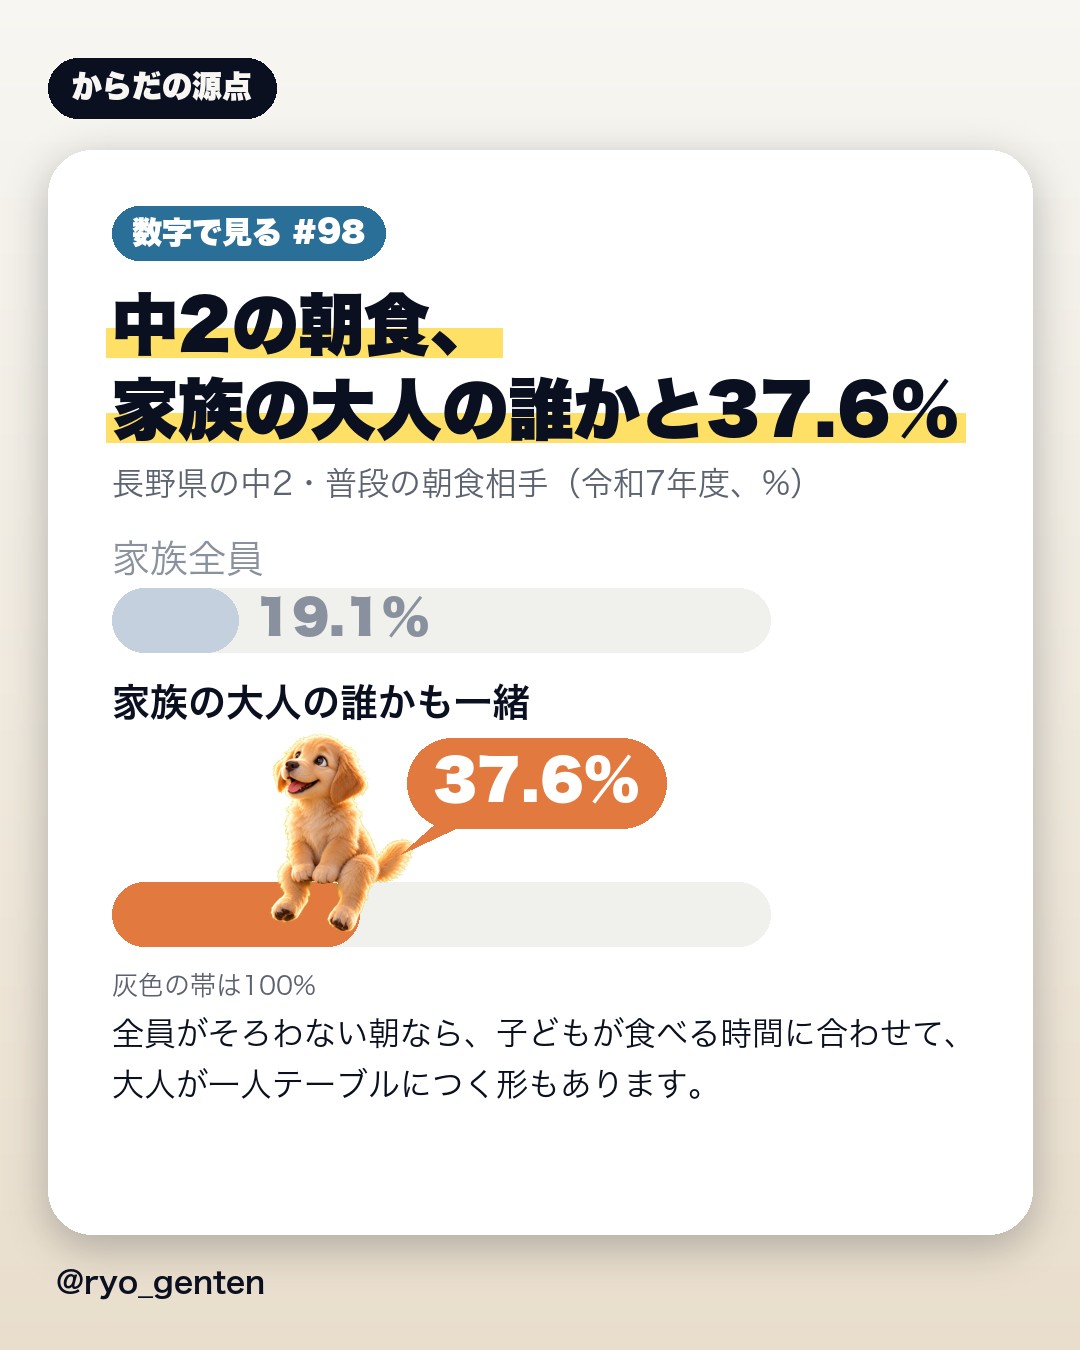 からだの源点
数字で見る #98
中2の朝食、
家族の大人の誰かと37.6%
長野県の中2・普段の朝食相手（令和7年度、%）
家族全員
19.1%
家族の大人の誰かも一緒
37.6%
灰色の帯は100%
全員がそろわない朝なら、子どもが食べる時間に合わせて、
大人が一人テーブルにつく形もあります。
@ryo_genten